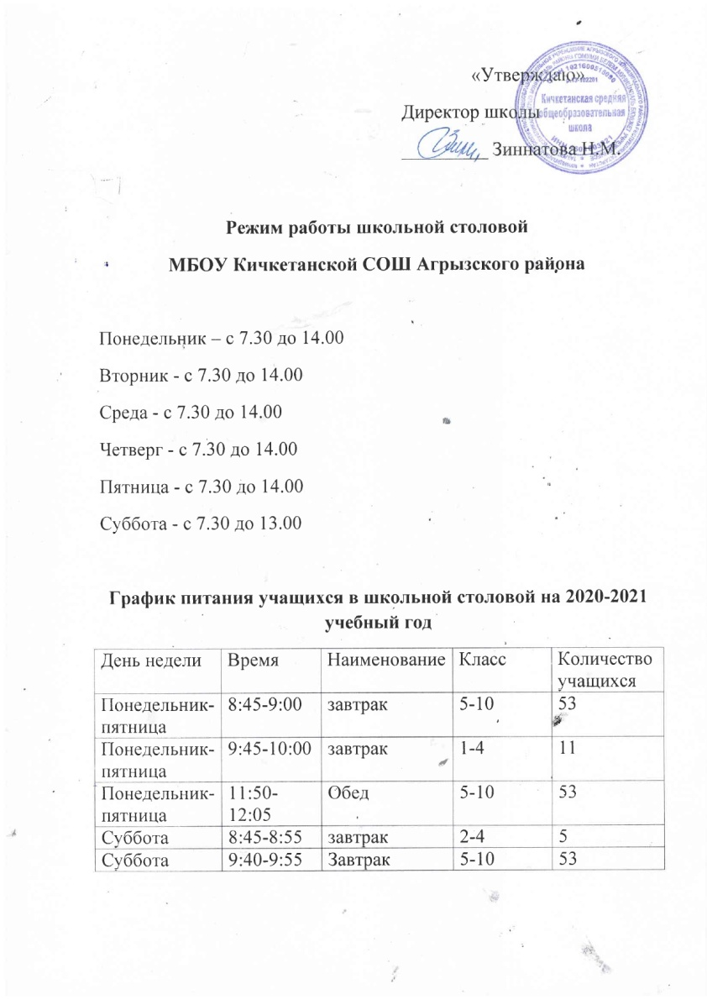 «Утверждаю»
Директор школы
Зиннатова Н.М.
Кичкетанская средняя
общеобразовательная
школа
Режим работы школьной столовой
МБОУ Кичкетанской СОШ Агрызского района
Понедельник – с 7.30 до 14.00
Вторник - с 7.30 до 14.00
Среда - с 7.30 до 14.00
Четверг - с 7.30 до 14.00
Пятница - с 7.30 до 14.00
Суббота - с 7.30 до 13.00
График питания учащихся в школьной столовой на 2020-2021
учебный год
День недели Время Наименование Класс Количество
учащихся
Понедельник- 8:45-9:00 завтрак 5-10 53
пятница
Понедельник- 9:45-10:00 завтрак 1-4 11
пятница
Понедельник- 11:50- Обед 5-10 53
пятница 12:05
Суббота 8:45-8:55 завтрак 2-4 5
Суббота 9:40-9:55 Завтрак 5-10 53